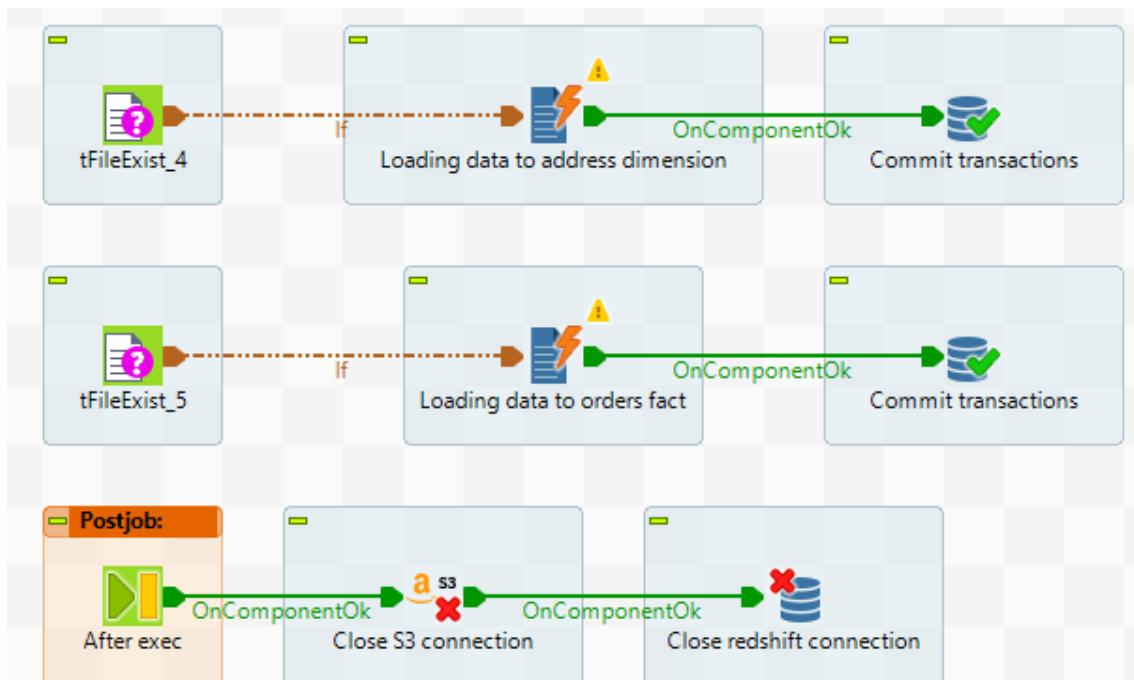 If
OnComponentOk
tFileExist_4
Loading data to address dimension
Commit transactions
If
OnComponentOk
tFileExist_5
Loading data to orders fact
Commit transactions
Postjob:
a S3
OnComponentOk
OnComponentOk
After exec
Close S3 connection
Close redshift connection